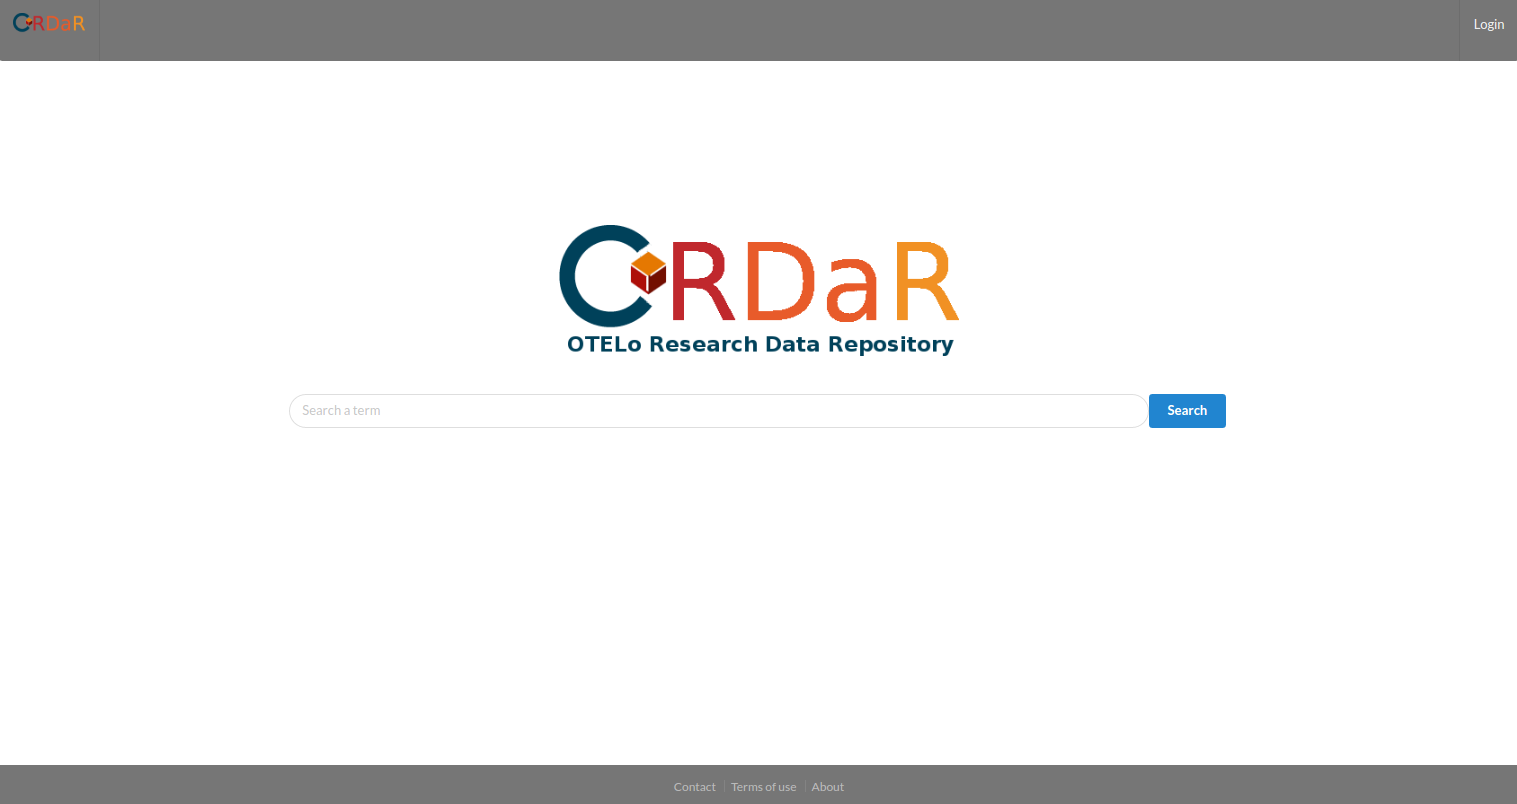 ORDaR
Login
ORDaR
OTELo Research Data Repository
Search a term
Search
Contact
Terms of use
About